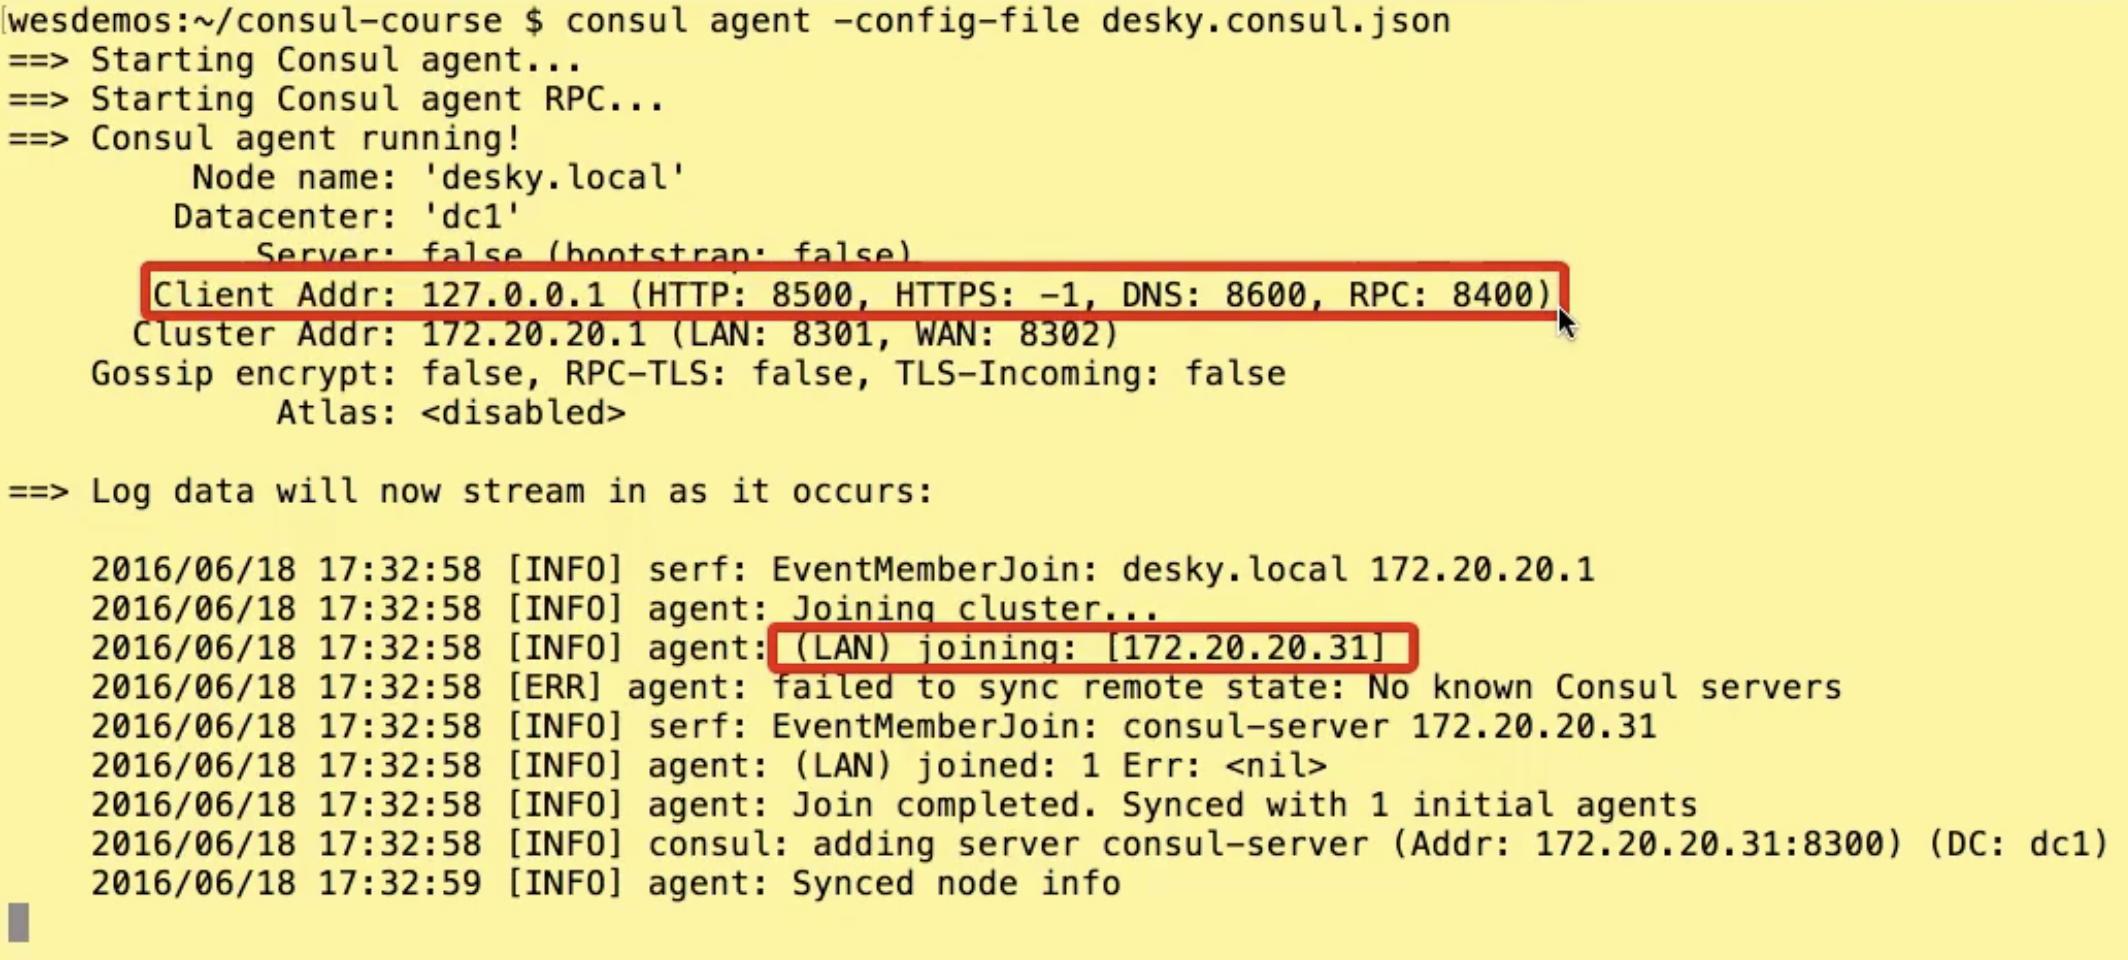 wesdemos:~/consul-course $ consul agent -config-file desky.consul.json
==> Starting Consul agent...
==> Starting Consul agent RPC...
==> Consul agent running!
Node name: 'desky.local'
Datacenter: 'dc1'
Server: false (bootstrap: false)
Client Addr: 127.0.0.1 (HTTP: 8500, HTTPS: -1, DNS: 8600, RPC: 8400)
Cluster Addr: 172.20.20.1 (LAN: 8301, WAN: 8302)
Gossip encrypt: false, RPC-TLS: false, TLS-Incoming: false
Atlas: <disabled>
==> Log data will now stream in as it occurs:
2016/06/18 17:32:58 [INFO] serf: EventMemberJoin: desky.local 172.20.20.1
2016/06/18 17:32:58 [INFO] agent: Joining cluster...
2016/06/18 17:32:58 [INFO] agent: (LAN) joining: [172.20.20.31]
2016/06/18 17:32:58 [ERR] agent: failed to sync remote state: No known Consul servers
2016/06/18 17:32:58 [INFO] serf: EventMemberJoin: consul-server 172.20.20.31
2016/06/18 17:32:58 [INFO] agent: (LAN) joined: 1 Err: <nil>
2016/06/18 17:32:58 [INFO] agent: Join completed. Synced with 1 initial agents
2016/06/18 17:32:58 [INFO] consul: adding server consul-server (Addr: 172.20.20.31:8300) (DC: dc1)
2016/06/18 17:32:59 [INFO] agent: Synced node info